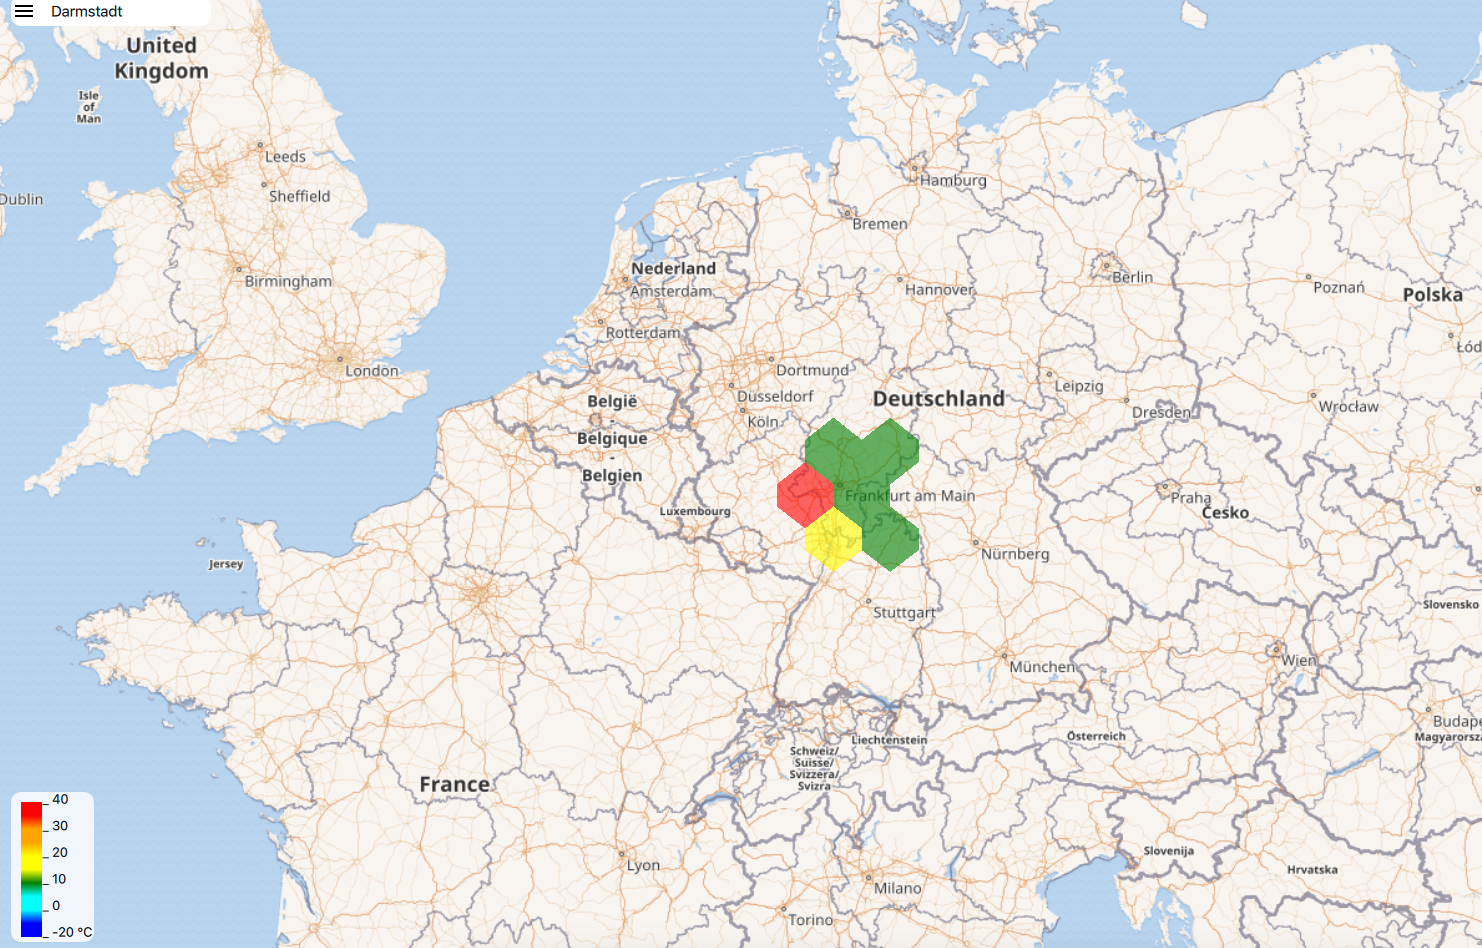 Darmstadt
United
Kingdom
Isle
of
Man
Leeds
Dublin
Sheffield
Hamburg
Bremen
Nederland
Birmingham
Amsterdam
Hannover
Berlin
Poznań
Polska
Rotterdam
London
Dortmund
Düsseldorf
Deutschland
Leipzig
België
-
Belgique
-
Belgien
Köln
Dresden
Wrocław
Łód
Luxembourg
Frankfurt am Main
Praha
Česko
Jersey
Nürnberg
Stuttgart
Slovensko
München
Wien
Budape
Magyarorsz
Liechtenstein
Österreich
Schweiz/
Suisse/
Svizzera/
Svizra
France
Lyon
Milano
Torino
Slovenija
Hrvatska
40
30
20
10
0
-20 °C